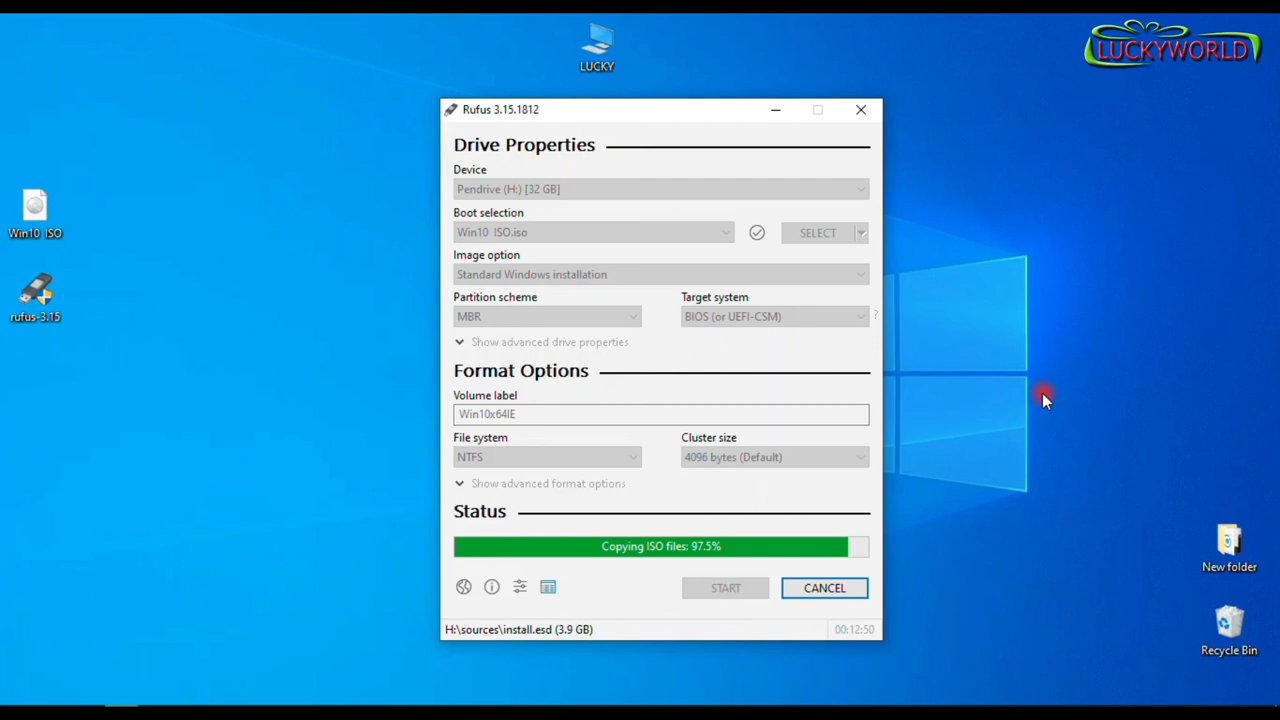 LUCKYWORLD
LUCKY
Rufus 3.15.1812
Drive Properties
Device
Pendrive (H:) [32 GB]
Boot selection
Win10 ISO.iso
SELECT
Image option
Standard Windows installation
Partition scheme
Target system
MBR
BIOS (or UEFI-CSM)
?
Show advanced drive properties
Format Options
Volume label
Win10x64IE
File system
Cluster size
NTFS
4096 bytes (Default)
Show advanced format options
Status
Copying ISO files: 97.5%
START
CANCEL
H:\sources\install.esd (3.9 GB)
00:12:50
Win10 ISO
rufus-3.15
New folder
Recycle Bin